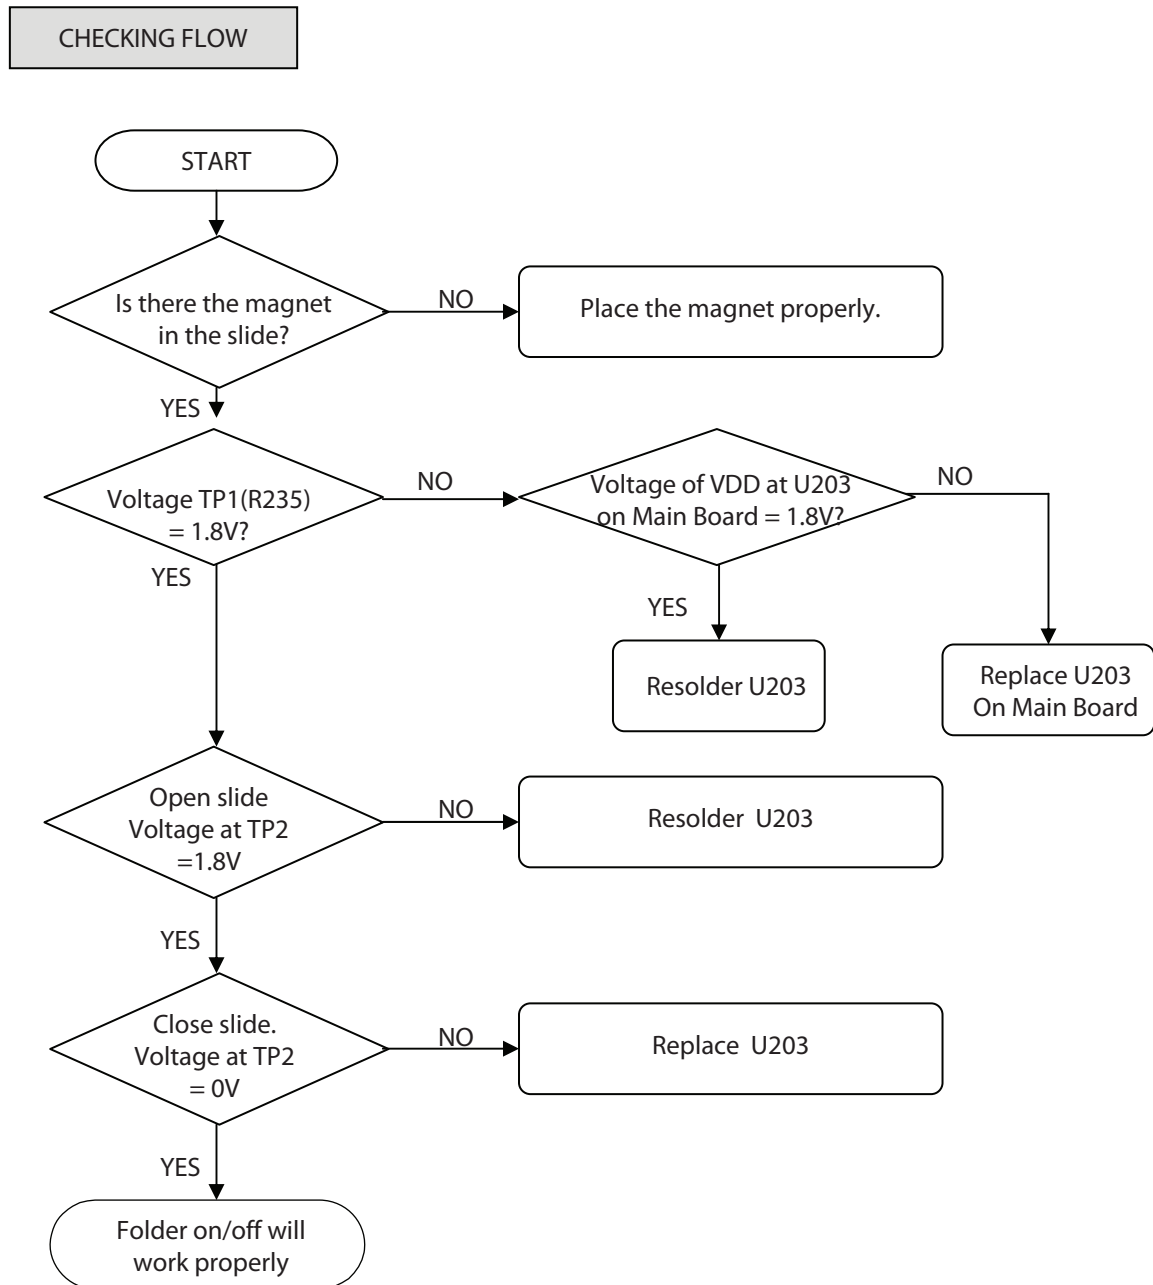 CHECKING FLOW
START
Is there the magnet
in the slide?
NO
Place the magnet properly.
YES
Voltage TP1(R235)
= 1.8V?
NO
Voltage of VDD at U203
on Main Board = 1.8V?
NO
YES
YES
Resolder U203
Replace U203
On Main Board
Open slide
Voltage at TP2
=1.8V
NO
Resolder  U203
YES
Close slide.
Voltage at TP2
= 0V
NO
Replace  U203
YES
Folder on/off will
work properly